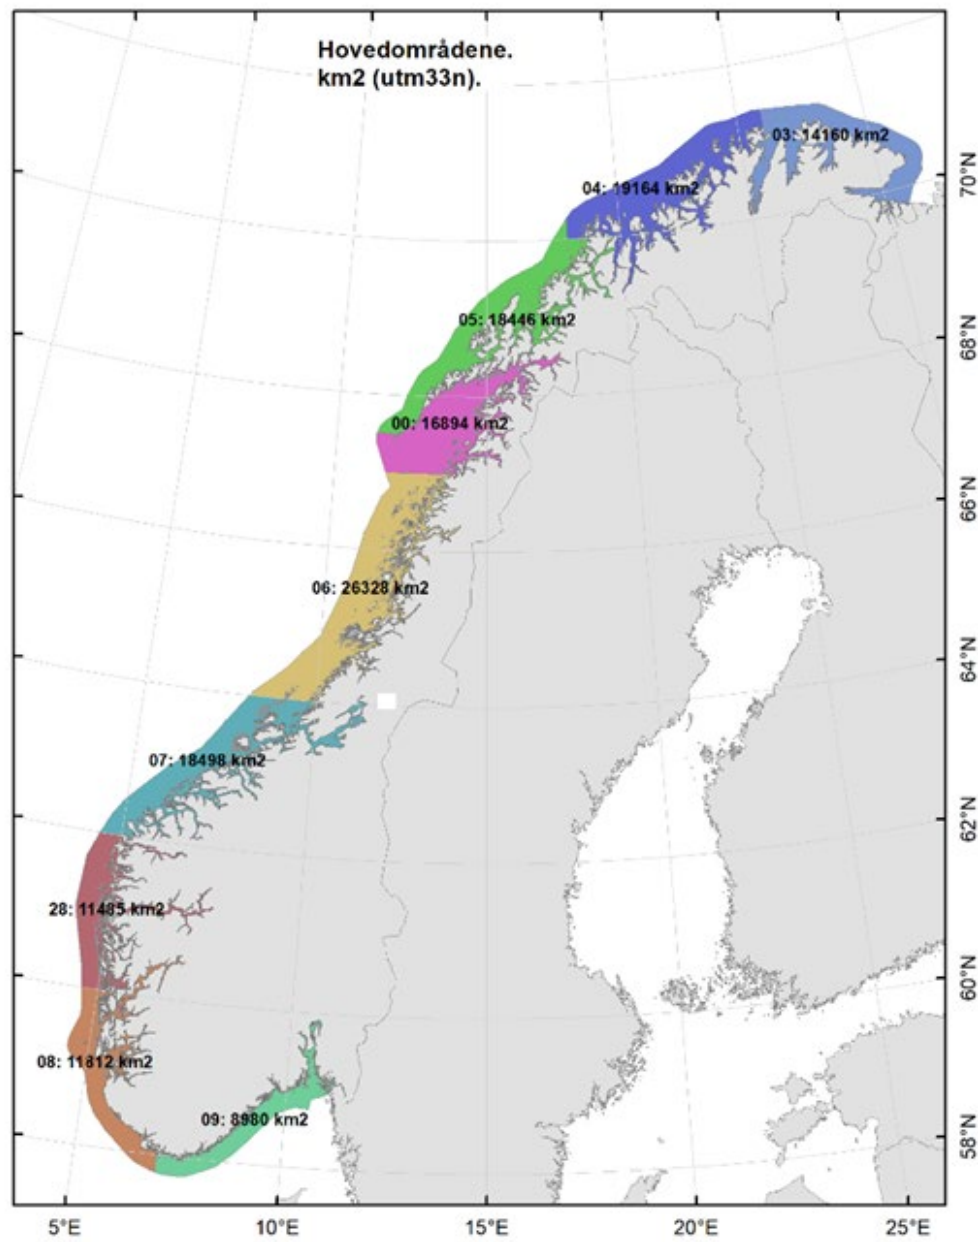 Hovedområdene.
km2 (utm33n).
03: 14160 km2
04: 19164 km2
05: 18446 km2
00: 16894 km2
06: 26328 km2
07: 18498 km2
28: 11485 km2
08: 11812 km2
09: 8980 km2
70°N
68°N
66°N
64°N
62°N
60°N
58°N
5°E 10°E 15°E 20°E 25°E